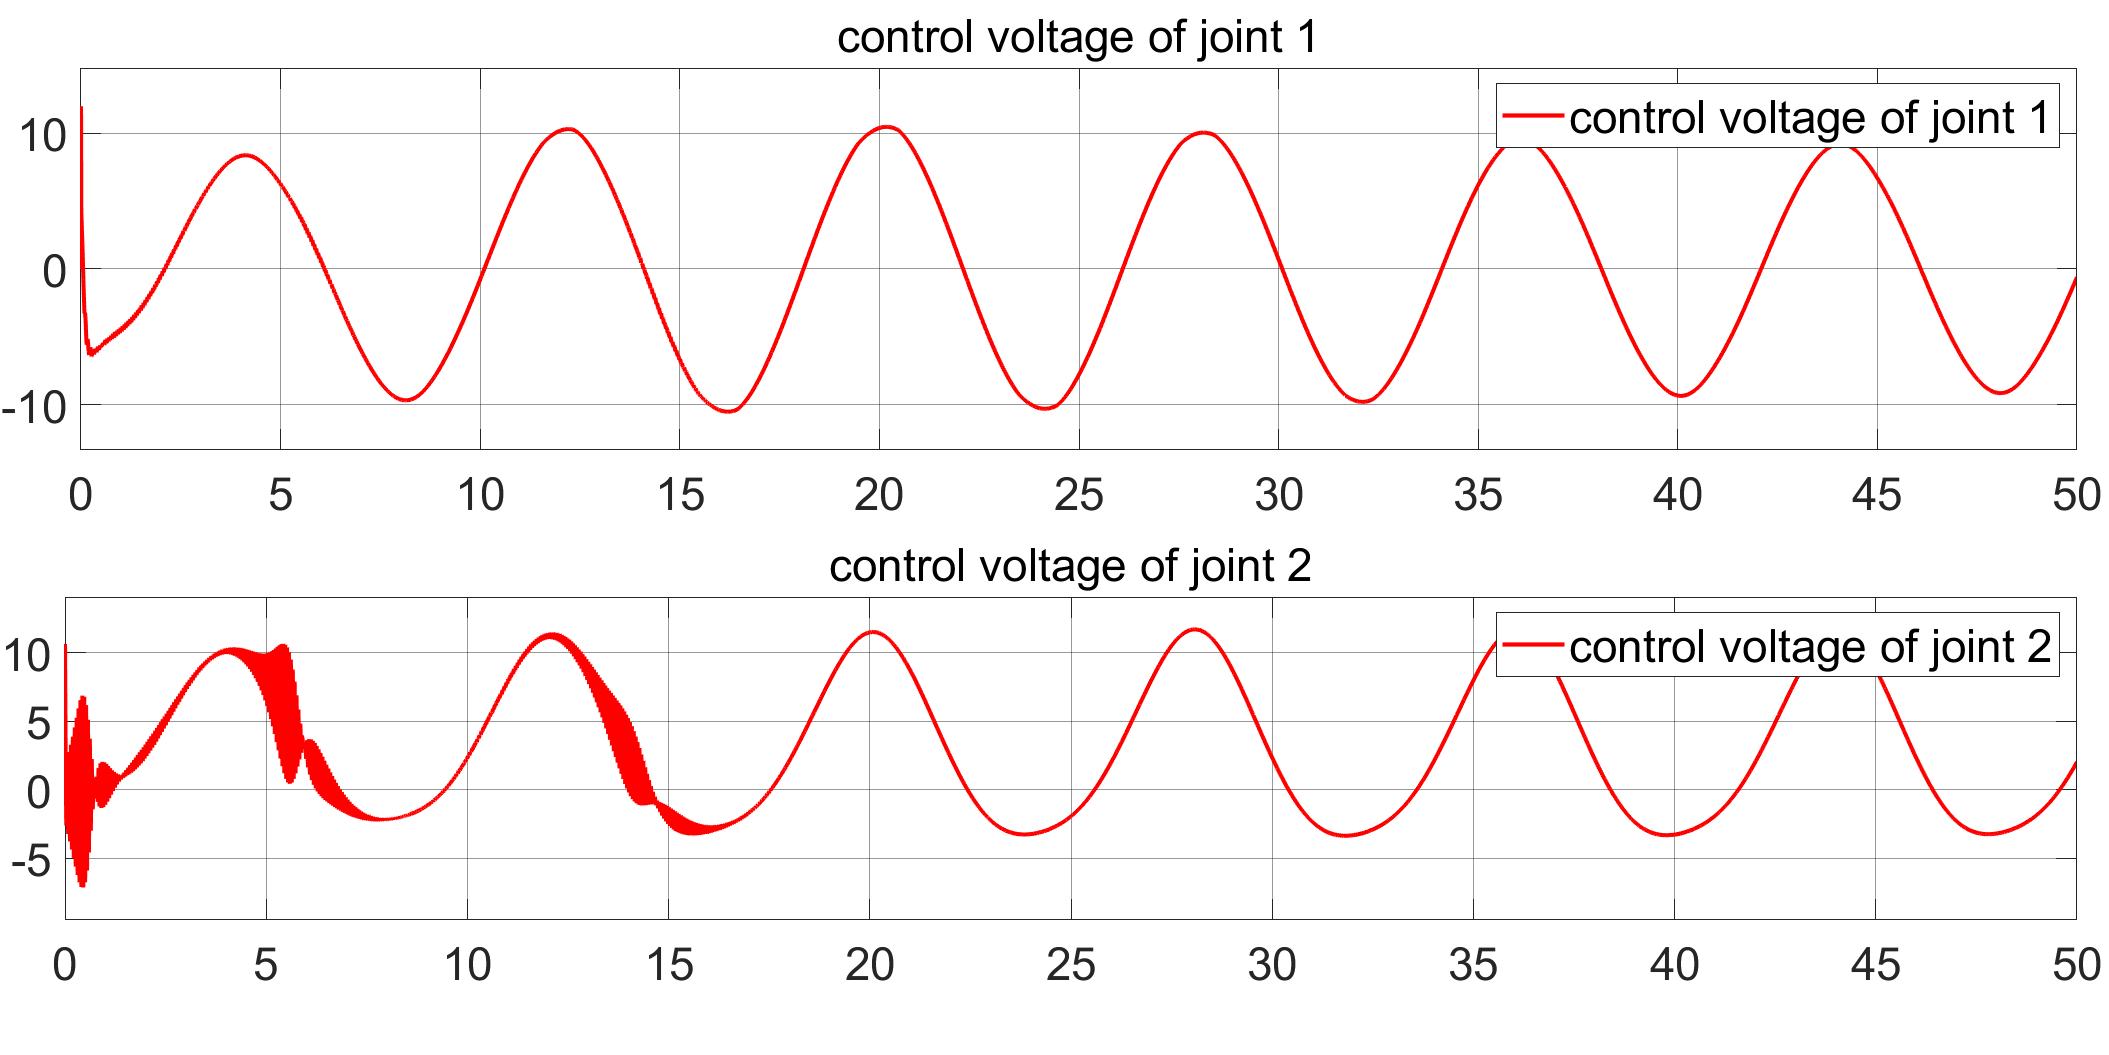 control voltage of joint 1
control voltage of joint 1
10
0
-10
0 5 10 15 20 25 30 35 40 45 50
control voltage of joint 2
control voltage of joint 2
10
5
0
-5
0 5 10 15 20 25 30 35 40 45 50